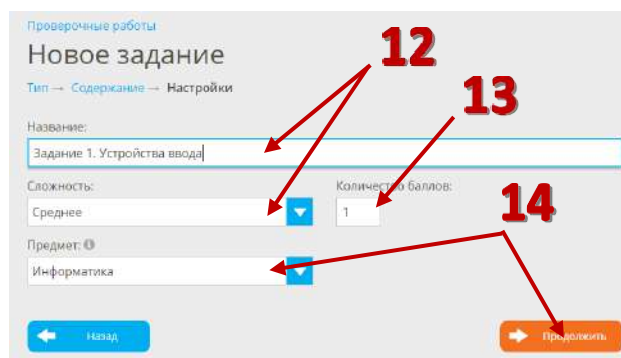 Проверочные работы
Новое задание
Тип → Содержание → Настройки
Название:
Задание 1. Устройства ввода
Сложность: Количество баллов:
Среднее 1
Предмет:
Информатика
Назад Продолжить
12
13
14